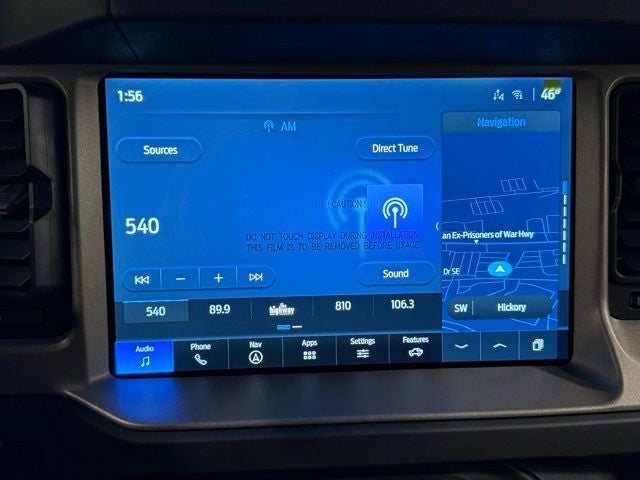 1:56
46°
AM
Navigation
Sources
Direct Tune
! ! ! CAUTION ! ! !
540
an Ex-Prisoners of War Hwy
DO NOT TOUCH DISPLAY DURING INSTALLATION
THIS FILM IS TO BE REMOVED BEFORE USAGE
Dr SE
Sound
540
89.9
the highway
810
106.3
SW
Hickory
Audio
Phone
Nav
Apps
Settings
Features